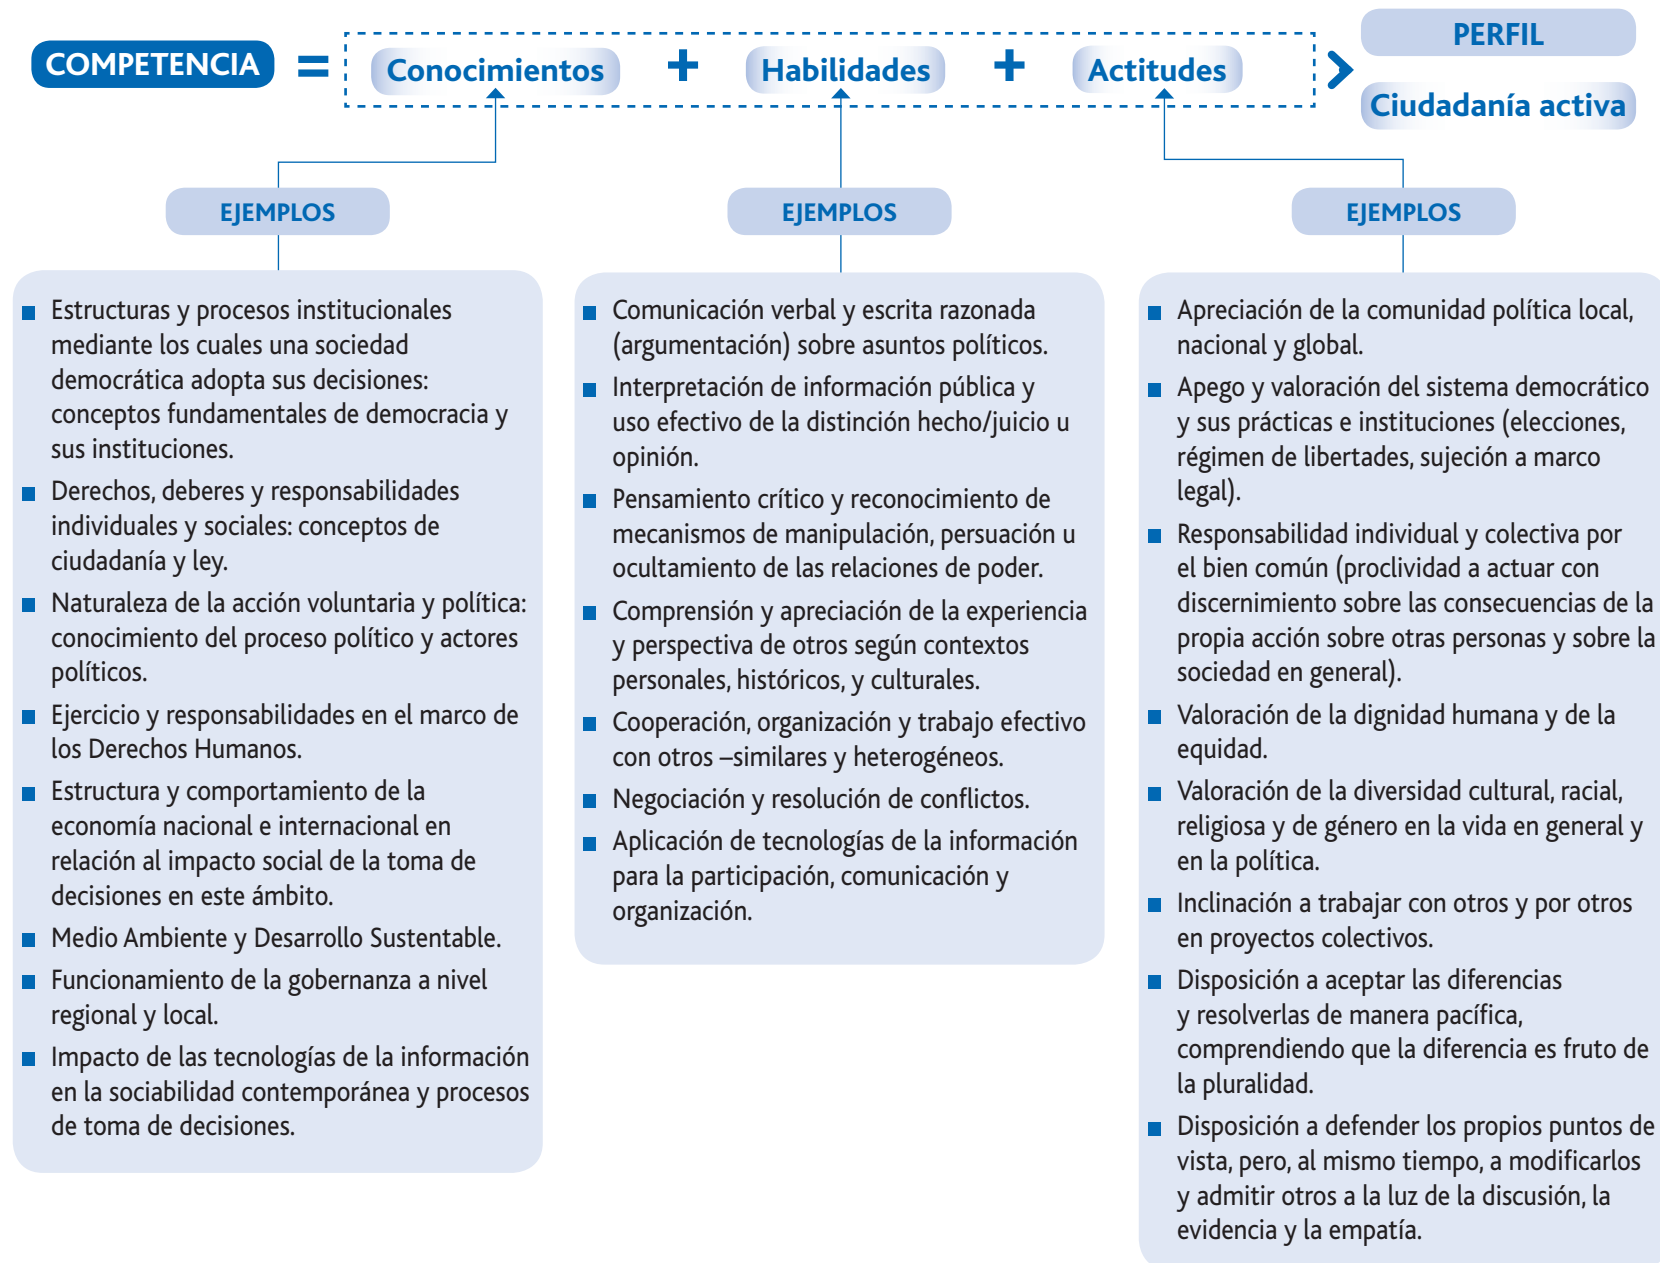 COMPETENCIA = Conocimientos + Habilidades + Actitudes > PERFIL
Ciudadanía activa
EJEMPLOS
Estructuras y procesos institucionales
mediante los cuales una sociedad
democrática adopta sus decisiones:
conceptos fundamentales de democracia y
sus instituciones.
Derechos, deberes y responsabilidades
individuales y sociales: conceptos de
ciudadanía y ley.
Naturaleza de la acción voluntaria y política:
conocimiento del proceso político y actores
políticos.
Ejercicio y responsabilidades en el marco de
los Derechos Humanos.
Estructura y comportamiento de la
economía nacional e internacional en
relación al impacto social de la toma de
decisiones en este ámbito.
Medio Ambiente y Desarrollo Sustentable.
Funcionamiento de la gobernanza a nivel
regional y local.
Impacto de las tecnologías de la información
en la sociabilidad contemporánea y procesos
de toma de decisiones.
EJEMPLOS
Comunicación verbal y escrita razonada
(argumentación) sobre asuntos políticos.
Interpretación de información pública y
uso efectivo de la distinción hecho/juicio u
opinión.
Pensamiento crítico y reconocimiento de
mecanismos de manipulación, persuación u
ocultamiento de las relaciones de poder.
Comprensión y apreciación de la experiencia
y perspectiva de otros según contextos
personales, históricos, y culturales.
Cooperación, organización y trabajo efectivo
con otros –similares y heterogéneos.
Negociación y resolución de conflictos.
Aplicación de tecnologías de la información
para la participación, comunicación y
organización.
EJEMPLOS
Apreciación de la comunidad política local,
nacional y global.
Apego y valoración del sistema democrático
y sus prácticas e instituciones (elecciones,
régimen de libertades, sujeción a marco
legal).
Responsabilidad individual y colectiva por
el bien común (proclividad a actuar con
discernimiento sobre las consecuencias de la
propia acción sobre otras personas y sobre la
sociedad en general).
Valoración de la dignidad humana y de la
equidad.
Valoración de la diversidad cultural, racial,
religiosa y de género en la vida en general y
en la política.
Inclinación a trabajar con otros y por otros
en proyectos colectivos.
Disposición a aceptar las diferencias
y resolverlas de manera pacífica,
comprendiendo que la diferencia es fruto de
la pluralidad.
Disposición a defender los propios puntos de
vista, pero, al mismo tiempo, a modificarlos
y admitir otros a la luz de la discusión, la
evidencia y la empatía.